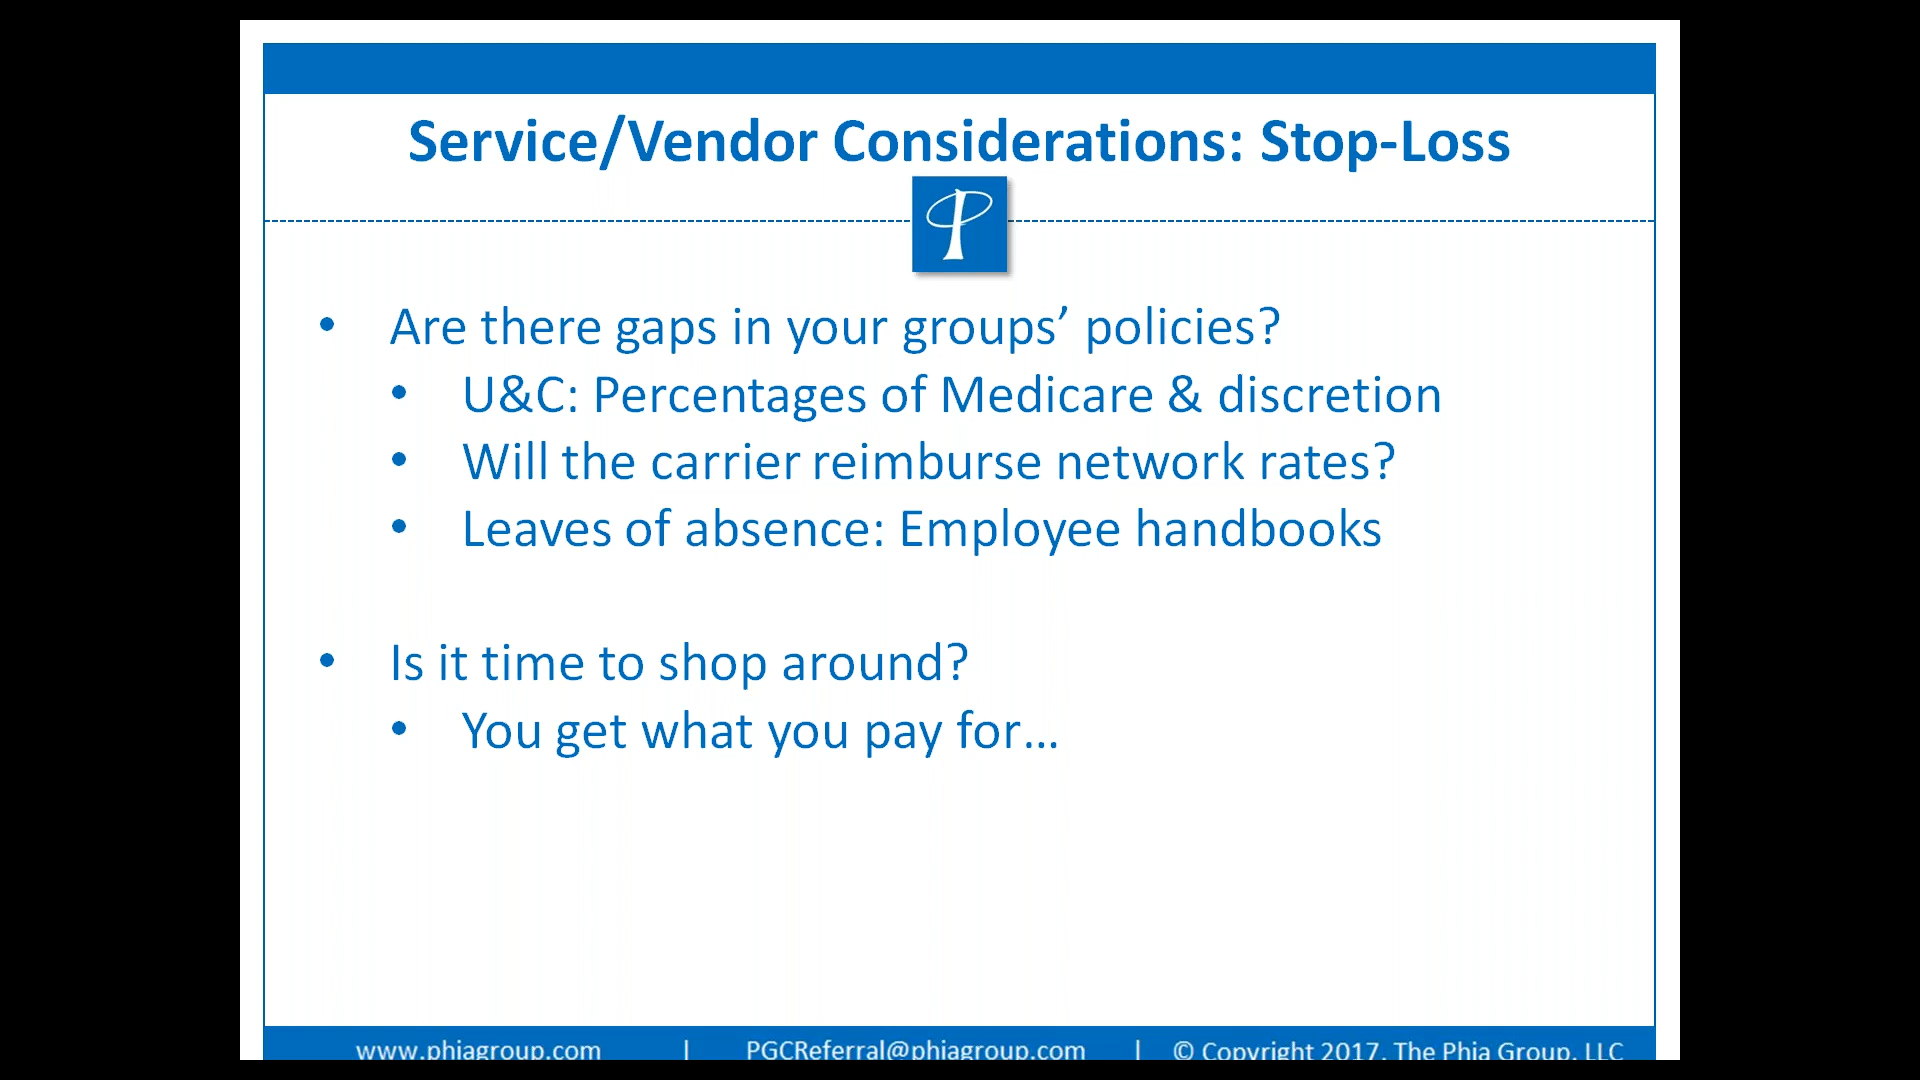 Service/Vendor Considerations: Stop-Loss
• Are there gaps in your groups’ policies?
• U&C: Percentages of Medicare & discretion
• Will the carrier reimburse network rates?
• Leaves of absence: Employee handbooks
• Is it time to shop around?
• You get what you pay for…
www.phiagroup.com | PGCReferral@phiagroup.com | © Copyright 2017. The Phia Group, LLC